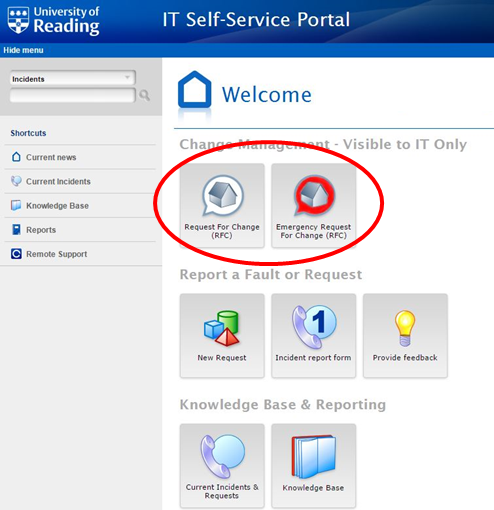 University of
Reading
IT Self-Service Portal
Hide menu
Incidents
Shortcuts
Current news
Current Incidents
Knowledge Base
Reports
Remote Support
Welcome
Change Management - Visible to IT Only
Request For Change
(RFC)
Emergency Request
For Change (RFC)
Report a Fault or Request
New Request
1
Incident report form
Provide feedback
Knowledge Base & Reporting
Current Incidents &
Requests
Knowledge Base